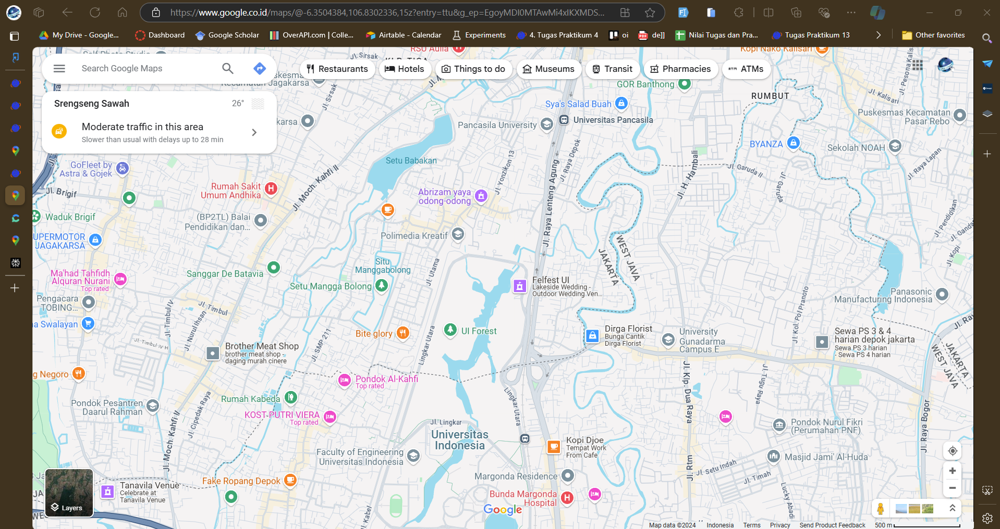 https://www.google.co.id/maps/@-6.3504384,106.8302336,15z?entry=ttu&g_ep=EgoyMDI0MTAwMi4xIKXMDS...
My Drive - Google...
Dashboard
Google Scholar
OverAPI.com | Colle...
Airtable - Calendar
Experiments
4. Tugas Praktikum 4
oi
de]]
Nilai Tugas dan Pra...
Tugas Praktikum 13
Other favorites
Search Google Maps
Restaurants
Hotels
Things to do
Museums
Transit
Pharmacies
ATMs
Srengseng Sawah
26°
Moderate traffic in this area
Slower than usual with delays up to 28 min
RSU Aulia
Jl. Sirsak
Kopi Nako Kalisari
Jl. Pesona Kalis
Kecamatan Jagakarsa
Jl. Sirsak
karsa
GOR Banthong
RUMBUT
Jl. Kalisari
Sya's Salad Buah
Puskesmas Kecamatan
Pasar Rebo
Pancasila University
Universitas Pancasila
BYANZA
Sekolah NOAH
Jl. Raya Lapan
Jl. Raya Depok
Jl. H. Hambali
Jl. Garuda II
Jl. Garuda
GoFleet by
Astra & Gojek
Setu Babakan
Jl. Yonzikon 13
Jl. Moch. Kahfi II
Jl. Raya Lenteng Agung
Rumah Sakit
Umum Andhika
Jl. Brigif
Abrizam yaya
odong-odong
Waduk Brigif
(BP2TL) Balai
Pendidikan dan...
Jl. Pendidikan
Jl. Ganda
UPERMOTOR
JAGAKARSA
Polimedia Kreatif
WEST JAVA
JAKARTA
Jl. Kopi
Situ
Manggabolong
Jl. Utama
Sanggar De Batavia
Ma'had Tahfidh
Alquran Nurani
Top rated
Setu Mangga Bolong
Felfest UI
Lakeside Wedding -
Outdoor Wedding Ven...
Panasonic
Manufacturing Indonesia
Pengacara
TOBING...
Jl. Timbul
Jl. Timbul IV
Jl. Nurul Ihsan
Jl. Kol. Pol Pranoto
a Swalayan
Jl. Ra
Bite glory
UI Forest
Dirga Florist
Bunga Cantik
Dirga Florist
University
Gunadarma
Campus E
Sewa PS 3 & 4
harian depok jakarta
Sewa PS 3 harian
- Sewa PS 4 harian
Jl. SMP 211
Lingkar Utara
Jl. Timbul IV H
Brother Meat Shop
brother meat shop -
daging murah cinere
JAKARTA
WEST JAVA
g Negoro
Pondok Al-Kahfi
Top rated
Jl. Klp. Dua Raya
Jl. Tugu Raya
Rumah Kabeda
Lingkar Utara
Pondok Pesantren
Daarul Rahman
KOST-PUTRI VIERA
Top rated
Jl. Cipedak Raya
Jl. Moch. Kahfi II
Jl. Lingkar
Universitas
Indonesia
Pondok Nurul Fikri
(Perumahan PNF)
Jl. Raya Bogor
Kopi Djoe
Tempat Work
From Cafe
Faculty of Engineering
Universitas Indonesia
Masjid Jami' Al-Huda
Jl. Rtm
Jl. Setu Indah
Jl. Timah
Lucky Abadi
Margonda Residence
Fake Ropang Depok
Tanavila Venue
Celebrate at
Tanavila Venue
Bunda Margonda
Hospital
Jl. Kabel
Layers
Google
Map data ©2024
Indonesia
Terms
Privacy
Send Product Feedback
500 m